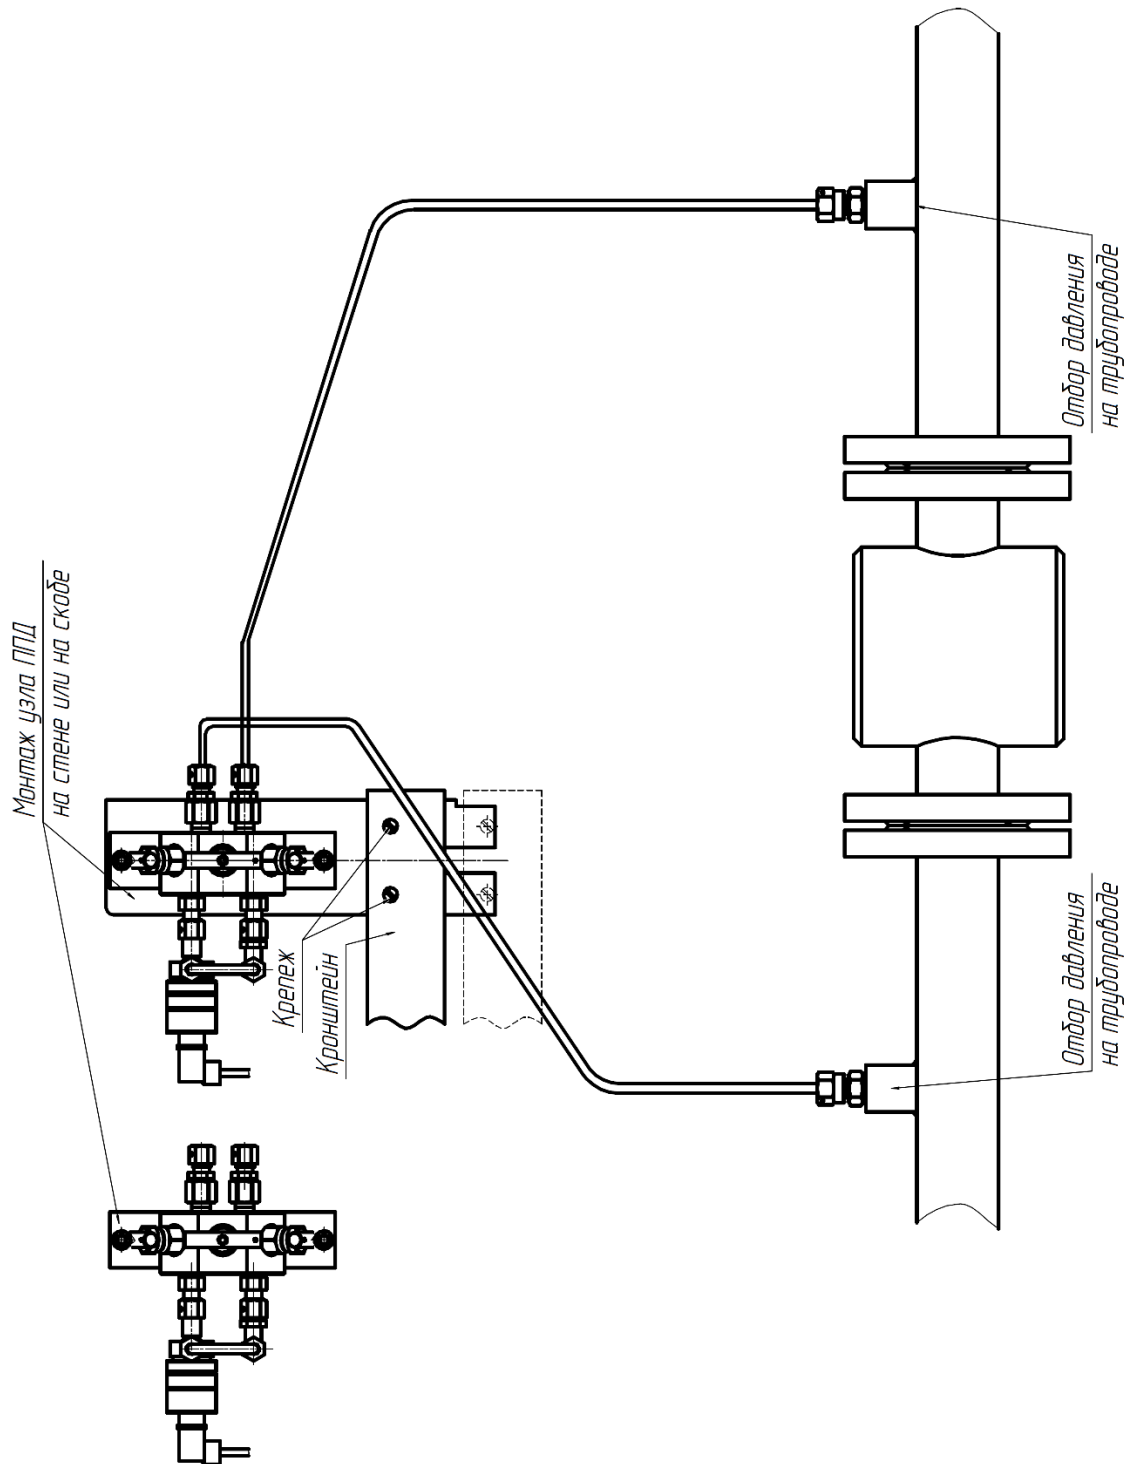 Монтаж узла ППД
на стене или на скобе
Крепеж
Кронштейн
Отбор давления
на трубопроводе
Отбор давления
на трубопроводе